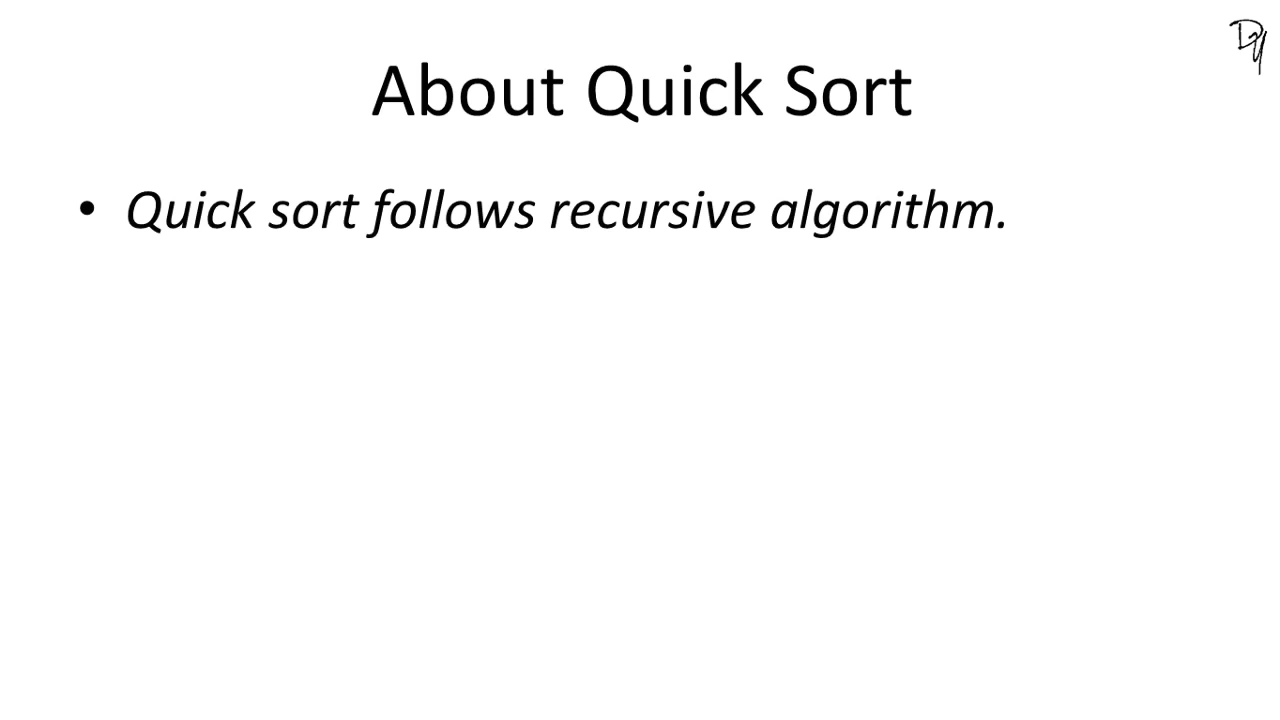 About Quick Sort
• Quick sort follows recursive algorithm.